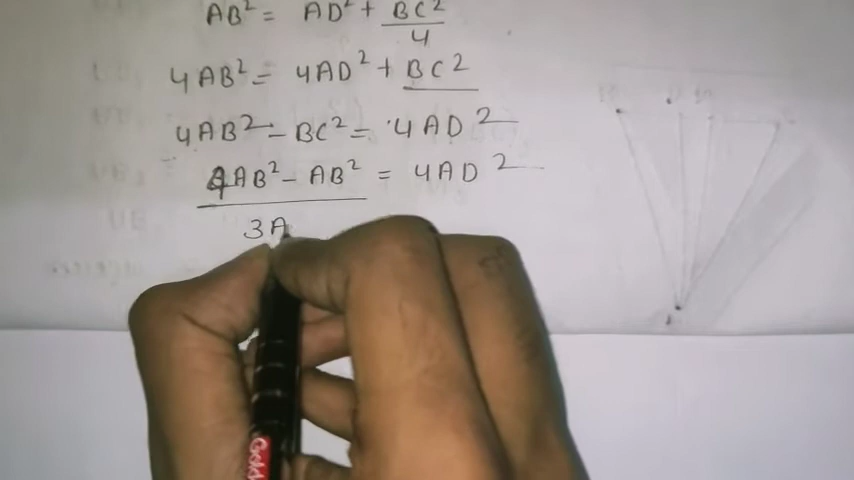 AB² = AD² + BC²/4
4AB² = 4AD² + BC²
4AB² - BC² = 4AD²
4AB² - AB² = 4AD²
3A